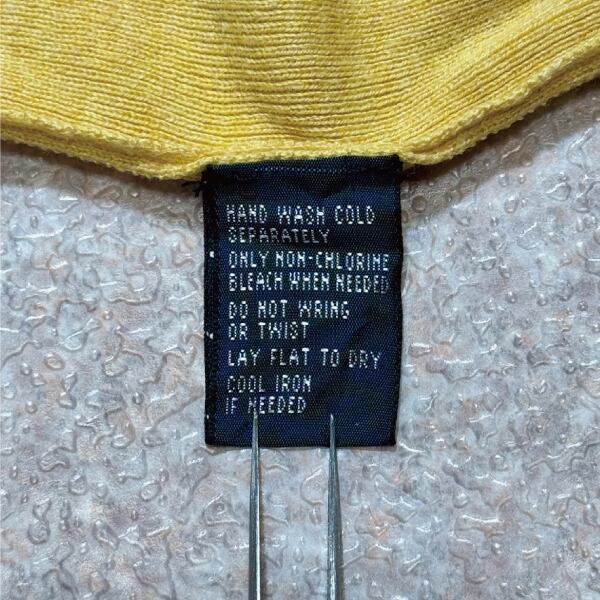 HAND WASH COLD
SEPARATELY
ONLY NON-CHLORINE
BLEACH WHEN NEEDED
DO NOT WRING
OR TWIST
LAY FLAT TO DRY
COOL IRON
IF NEEDED